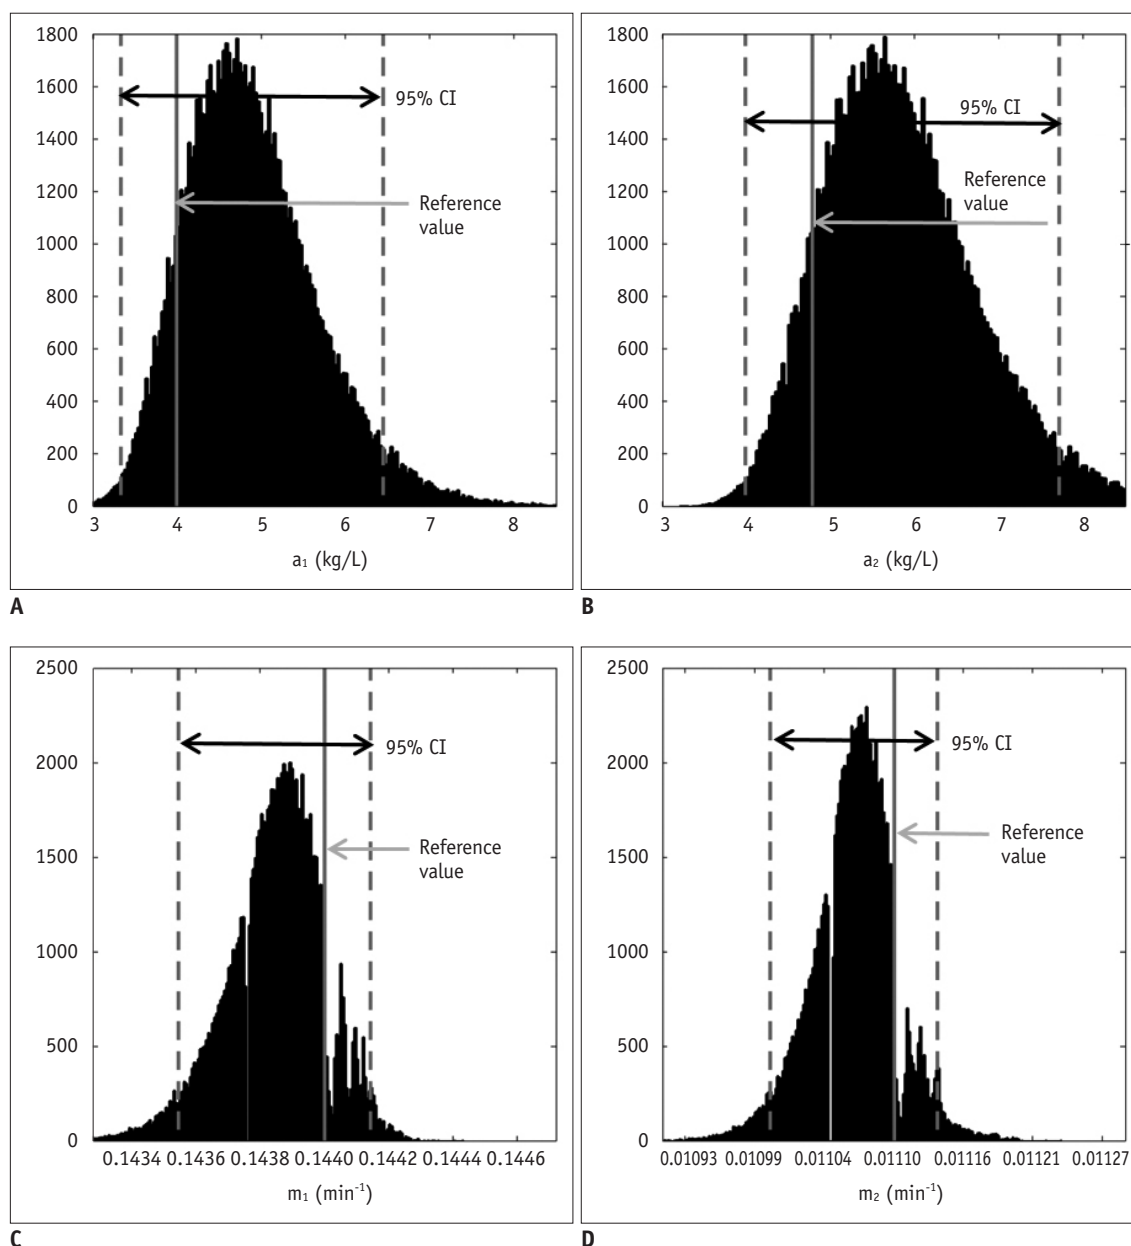 1800
1600
1400
1200
1000
800
600
400
200
0
3 4 5 6 7 8
95% CI
Reference
value
a₁ (kg/L)
A
1800
1600
1400
1200
1000
800
600
400
200
0
3 4 5 6 7 8
95% CI
Reference
value
a₂ (kg/L)
B
2500
2000
1500
1000
500
0
0.1434 0.1436 0.1438 0.1440 0.1442 0.1444 0.1446
95% CI
Reference
value
m₁ (min⁻¹)
C
2500
2000
1500
1000
500
0
0.01093 0.01099 0.01104 0.01110 0.01116 0.01121 0.01127
95% CI
Reference
value
m₂ (min⁻¹)
D